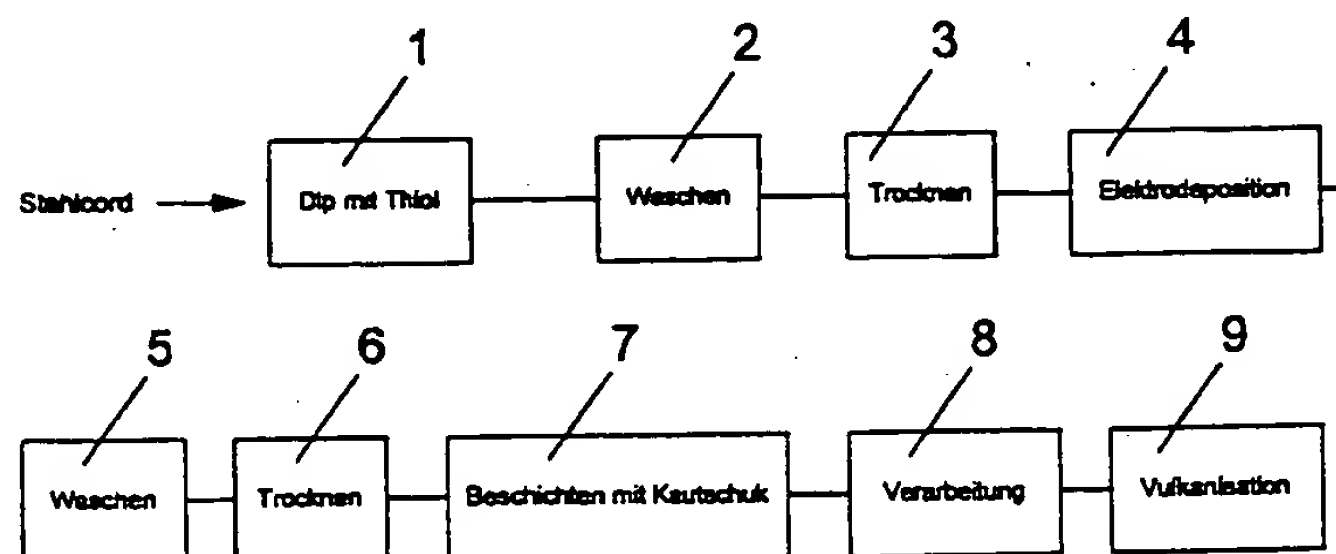 1 2 3 4
Stahlcord Dip mit Thiol Waschen Trocknen Elektrodeposition
5 6 7 8 9
Waschen Trocknen Beschichten mit Kautschuk Verarbeitung Vulkanisation